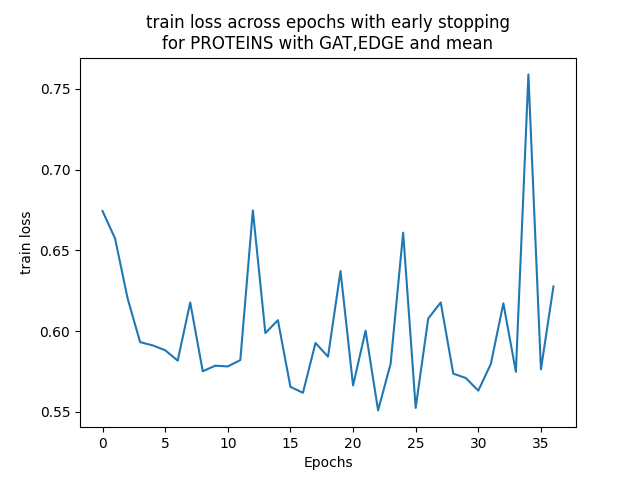 train loss across epochs with early stopping
for PROTEINS with GAT,EDGE and mean
0.75
0.70
0.65
0.60
0.55
train loss
0 5 10 15 20 25 30 35
Epochs